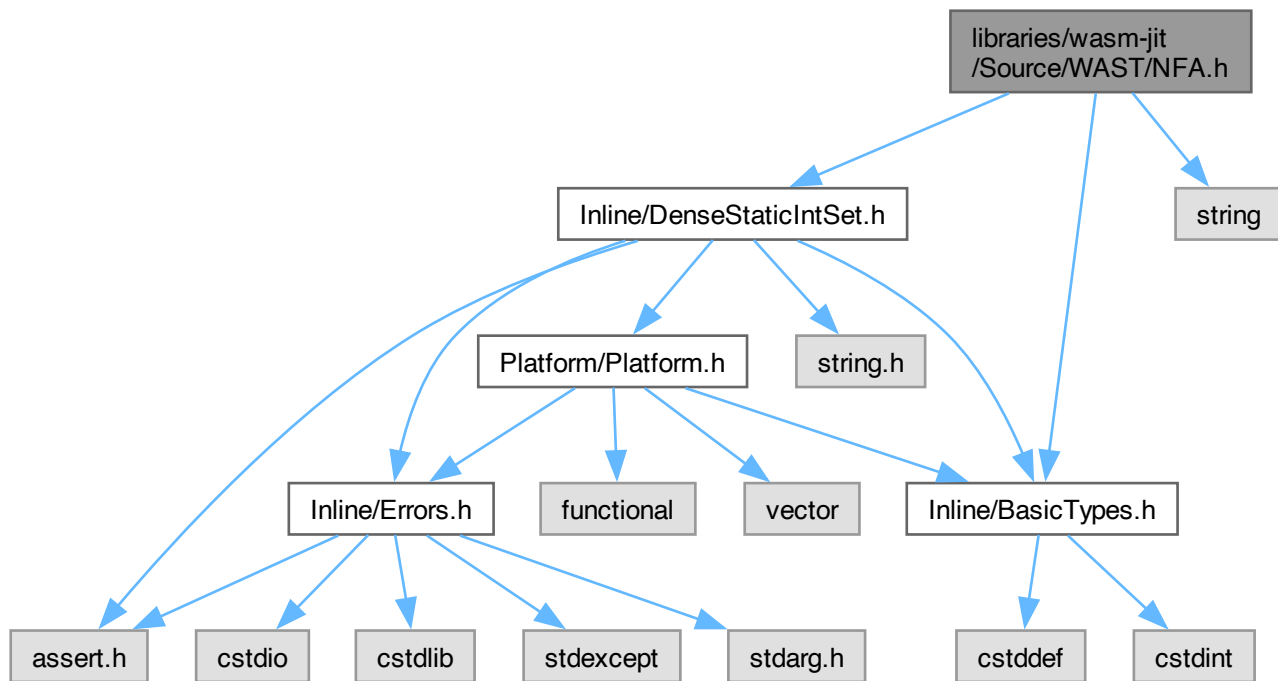 libraries/wasm-jit
/Source/WAST/NFA.h
Inline/DenseStaticIntSet.h
string
Platform/Platform.h
string.h
Inline/Errors.h
functional
vector
Inline/BasicTypes.h
assert.h
cstdio
cstdlib
stdexcept
stdarg.h
cstddef
cstdint